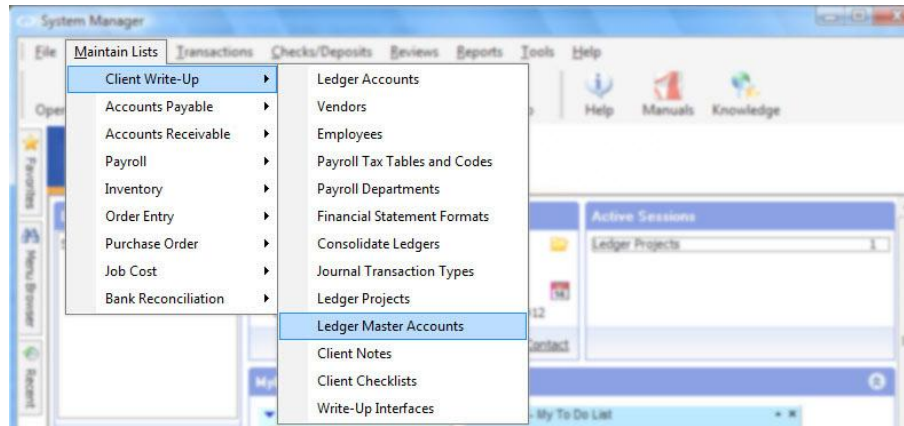 System Manager
File Maintain Lists Transactions Checks/Deposits Reviews Reports Tools Help
Client Write-Up
Accounts Payable
Accounts Receivable
Payroll
Inventory
Order Entry
Purchase Order
Job Cost
Bank Reconciliation
Ledger Accounts
Vendors
Employees
Payroll Tax Tables and Codes
Payroll Departments
Financial Statement Formats
Consolidate Ledgers
Journal Transaction Types
Ledger Projects
Ledger Master Accounts
Client Notes
Client Checklists
Write-Up Interfaces
Help Manuals Knowledge
Favorites
Menu Browser
Recent
Active Sessions
Ledger Projects 1
Contact
My To Do List